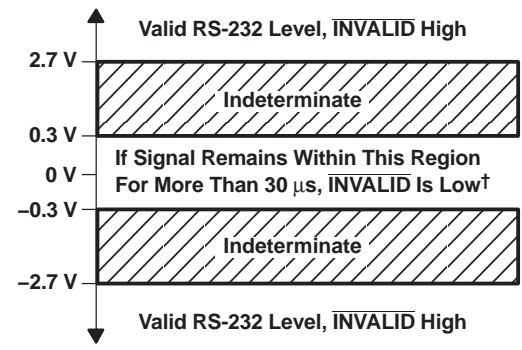 Valid RS-232 Level, INVALID High
2.7 V
Indeterminate
0.3 V
If Signal Remains Within This Region
0 V
For More Than 30 μs, INVALID Is Low†
–0.3 V
Indeterminate
–2.7 V
Valid RS-232 Level, INVALID High